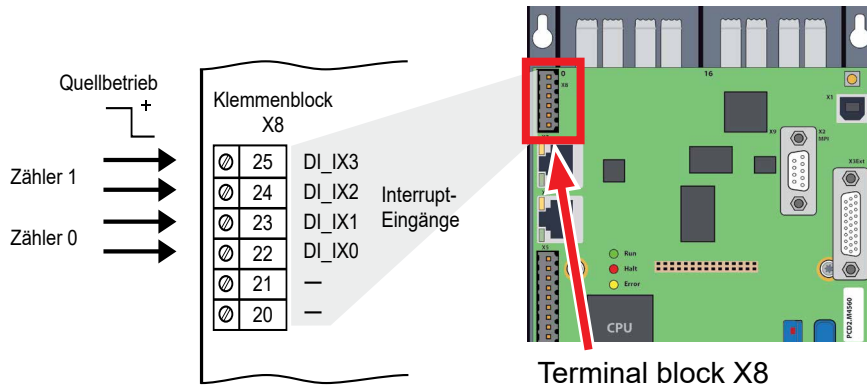 Quellbetrieb
+
Klemmenblock
X8
Zähler 1
Zähler 0
25 DI_IX3
24 DI_IX2
23 DI_IX1
22 DI_IX0
21 —
20 —
Interrupt-
Eingänge
0
16
X8
X1
X9
X2
MPI
X3Ext
X5
Run
Halt
Error
CPU
PCD2.M4560
Terminal block X8